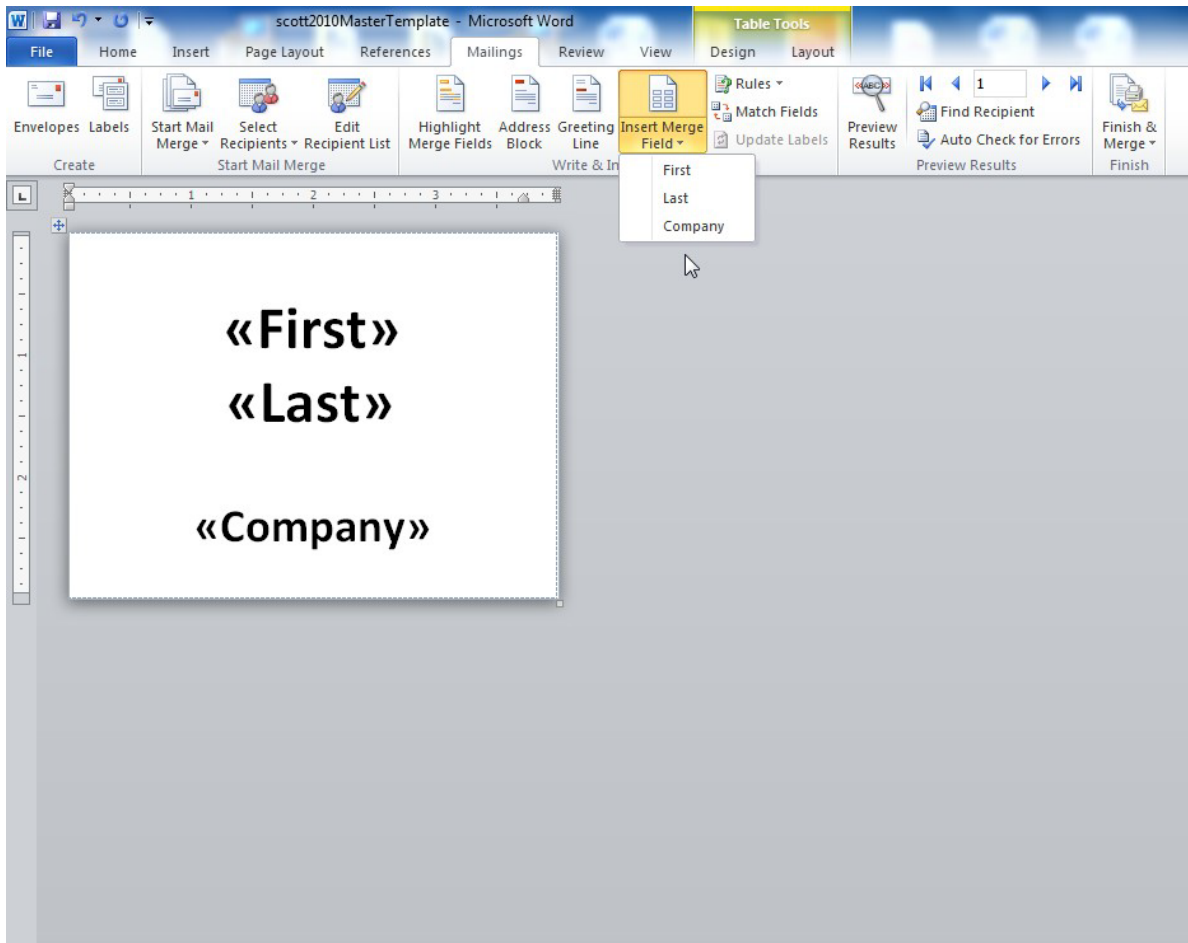 scott2010MasterTemplate - Microsoft Word
Table Tools
File Home Insert Page Layout References Mailings Review View Design Layout
Envelopes Labels
Create
Start Mail Merge
Select Recipients
Edit Recipient List
Start Mail Merge
Highlight Merge Fields
Address Block
Greeting Line
Insert Merge Field
Rules
Match Fields
Update Labels
Write & In
Preview Results
1
Find Recipient
Auto Check for Errors
Preview Results
Finish & Merge
Finish
First
Last
Company
1 2 3
1
2
«First»
«Last»
«Company»